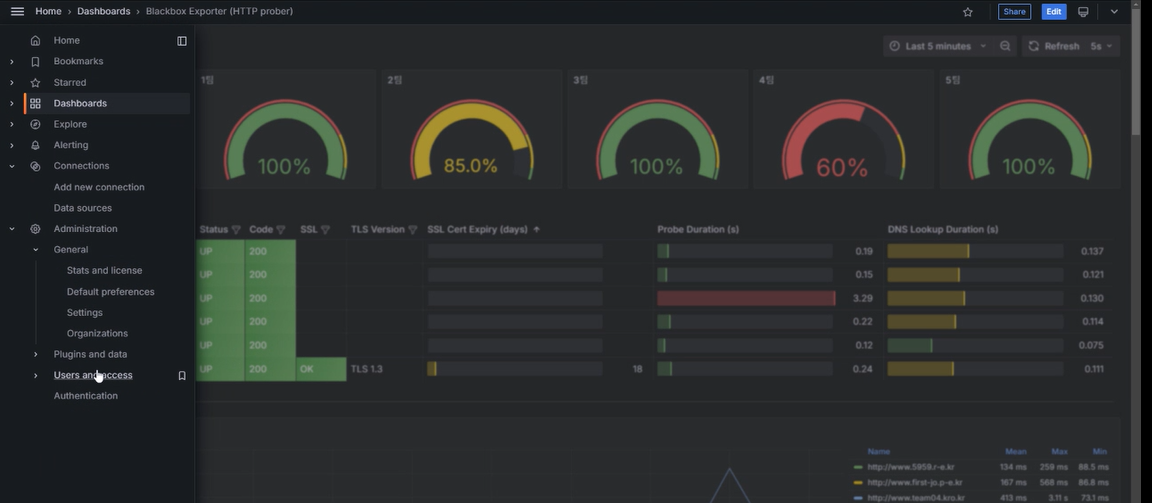 Home › Dashboards › Blackbox Exporter (HTTP prober)
Share
Edit
Home
Bookmarks
Starred
Dashboards
Explore
Alerting
Connections
Add new connection
Data sources
Administration
General
Stats and license
Default preferences
Settings
Organizations
Plugins and data
Users and access
Authentication
Last 5 minutes
Refresh 5s
1팀 2팀 3팀 4팀 5팀
100% 85.0% 100% 60% 100%
Status Code SSL TLS Version SSL Cert Expiry (days) Probe Duration (s) DNS Lookup Duration (s)
UP 200 0.19 0.137
UP 200 0.15 0.121
UP 200 3.29 0.130
UP 200 0.22 0.114
UP 200 0.12 0.075
UP 200 OK TLS 1.3 18 0.24 0.111
Name Mean Max Min
http://www.5959.r-e.kr 134 ms 259 ms 88.5 ms
http://www.first-jo.p-e.kr 167 ms 568 ms 86.8 ms
http://www.team04.kro.kr 413 ms 3.11 s 73.1 ms